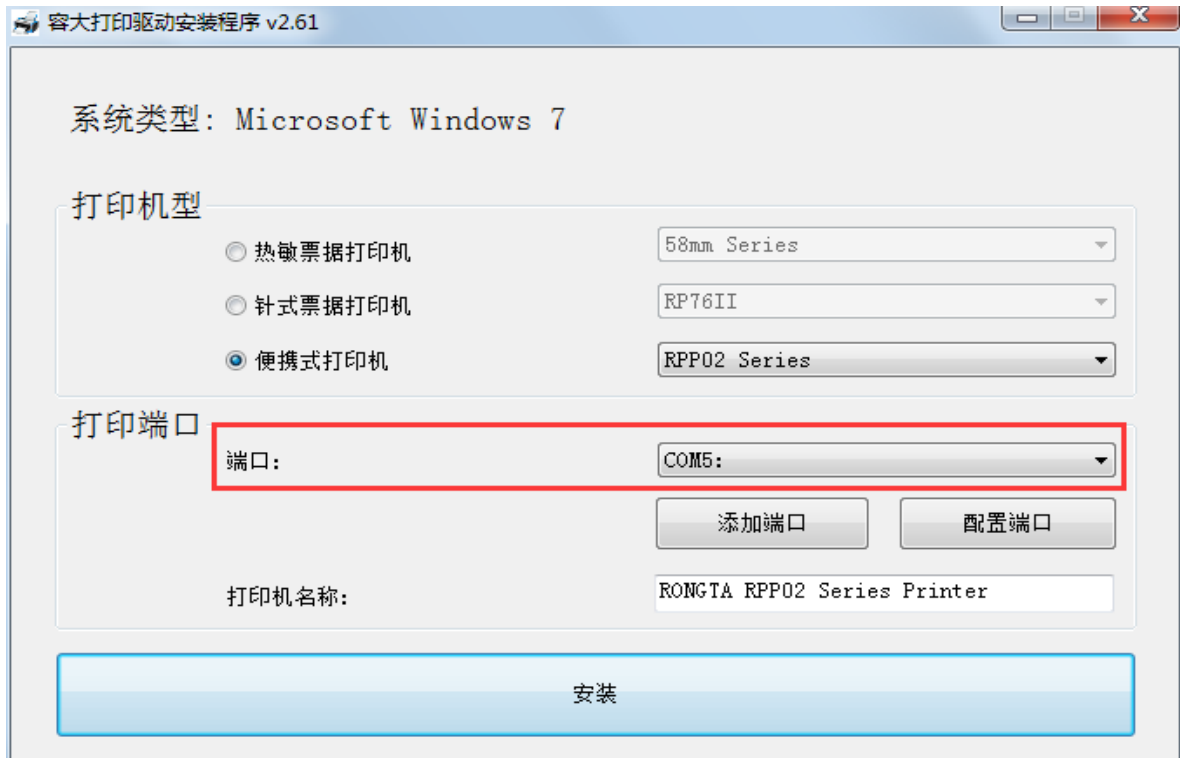 容大打印驱动安装程序 v2.61
系统类型: Microsoft Windows 7
打印机型
热敏票据打印机 58mm Series
针式票据打印机 RP76II
便携式打印机 RPP02 Series
打印端口
端口: COM5:
添加端口 配置端口
打印机名称: RONGTA RPP02 Series Printer
安装